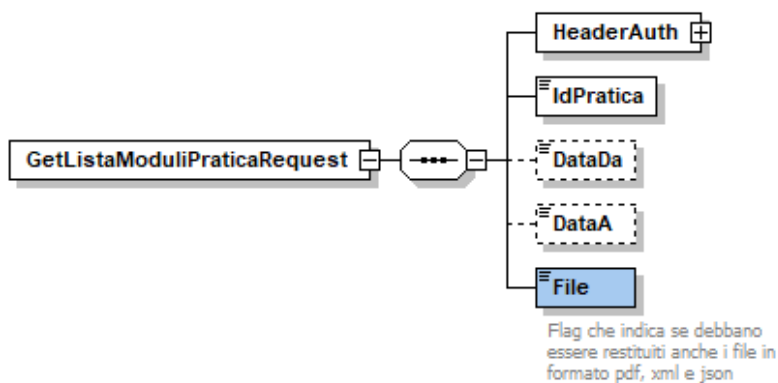 HeaderAuth
IdPratica
GetListaModuliPraticaRequest
DataDa
DataA
File
Flag che indica se debbano
essere restituiti anche i file in
formato pdf, xml e json